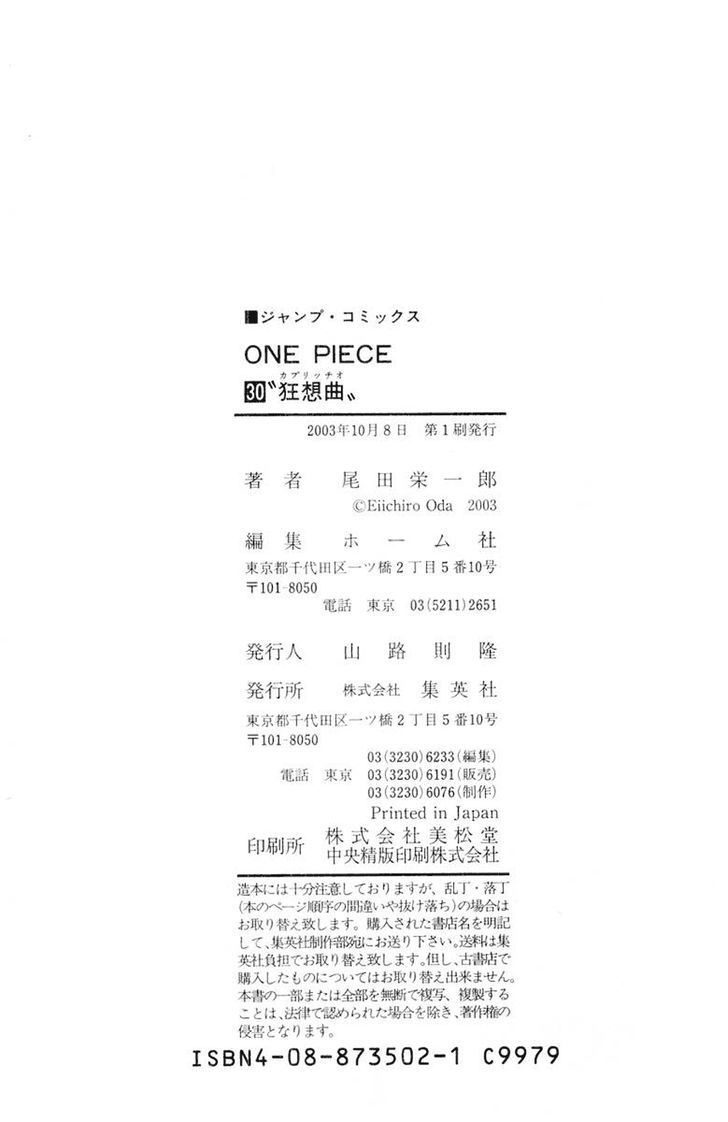 ■ジャンプ・コミックス
ONE PIECE
カプリッチオ
30〝狂想曲〟
2003年10月8日　第1刷発行
著者　尾田栄一郎
©Eiichiro Oda 2003
編集　ホーム社
東京都千代田区一ツ橋2丁目5番10号
〒101-8050
電話　東京　03(5211)2651
発行人　山路則隆
発行所　株式会社　集英社
東京都千代田区一ツ橋2丁目5番10号
〒101-8050
03(3230)6233(編集)
電話　東京　03(3230)6191(販売)
03(3230)6076(制作)
Printed in Japan
印刷所　株式会社美松堂
中央精版印刷株式会社
造本には十分注意しておりますが、乱丁・落丁
(本のページ順序の間違いや抜け落ち)の場合は
お取り替え致します。購入された書店名を明記
して、集英社制作部宛にお送り下さい。送料は集
英社負担でお取り替え致します。但し、古書店で
購入したものについてはお取り替え出来ません。
本書の一部または全部を無断で複写、複製する
ことは、法律で認められた場合を除き、著作権の
侵害となります。
ISBN4-08-873502-1 C9979